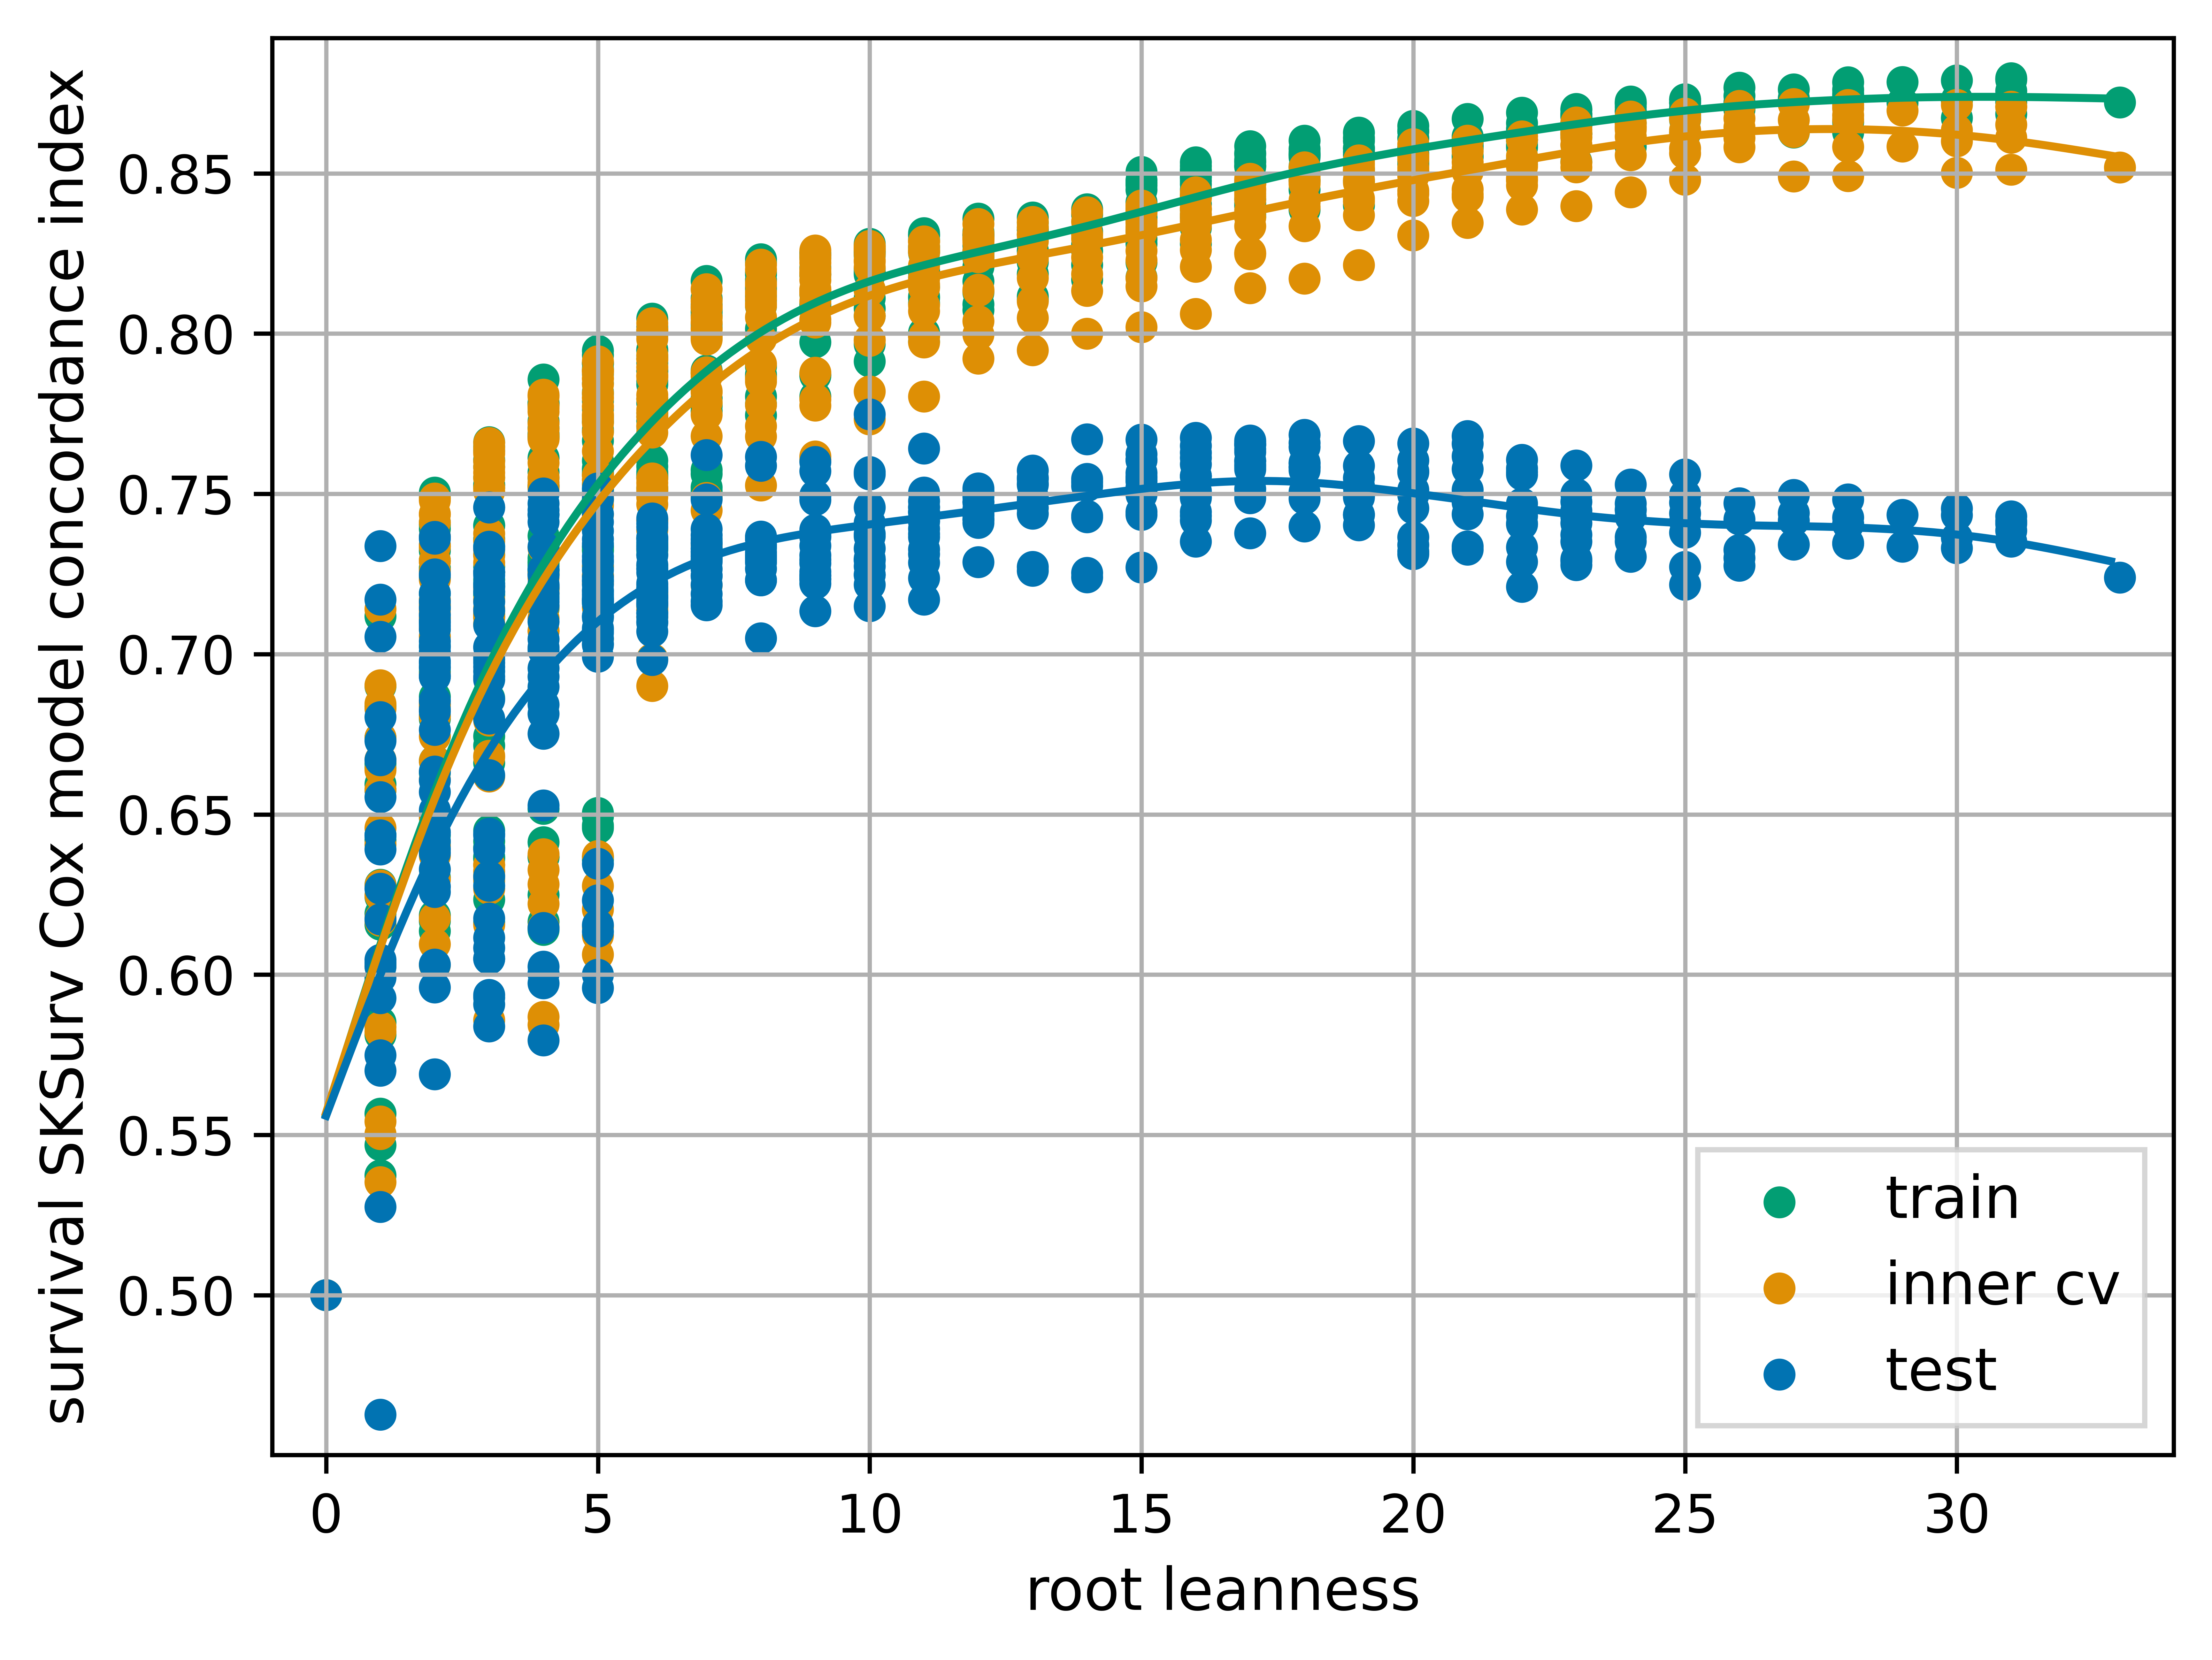 survival SKSurv Cox model concordance index
0.85
0.80
0.75
0.70
0.65
0.60
0.55
0.50
train
inner cv
test
0 5 10 15 20 25 30
root leanness